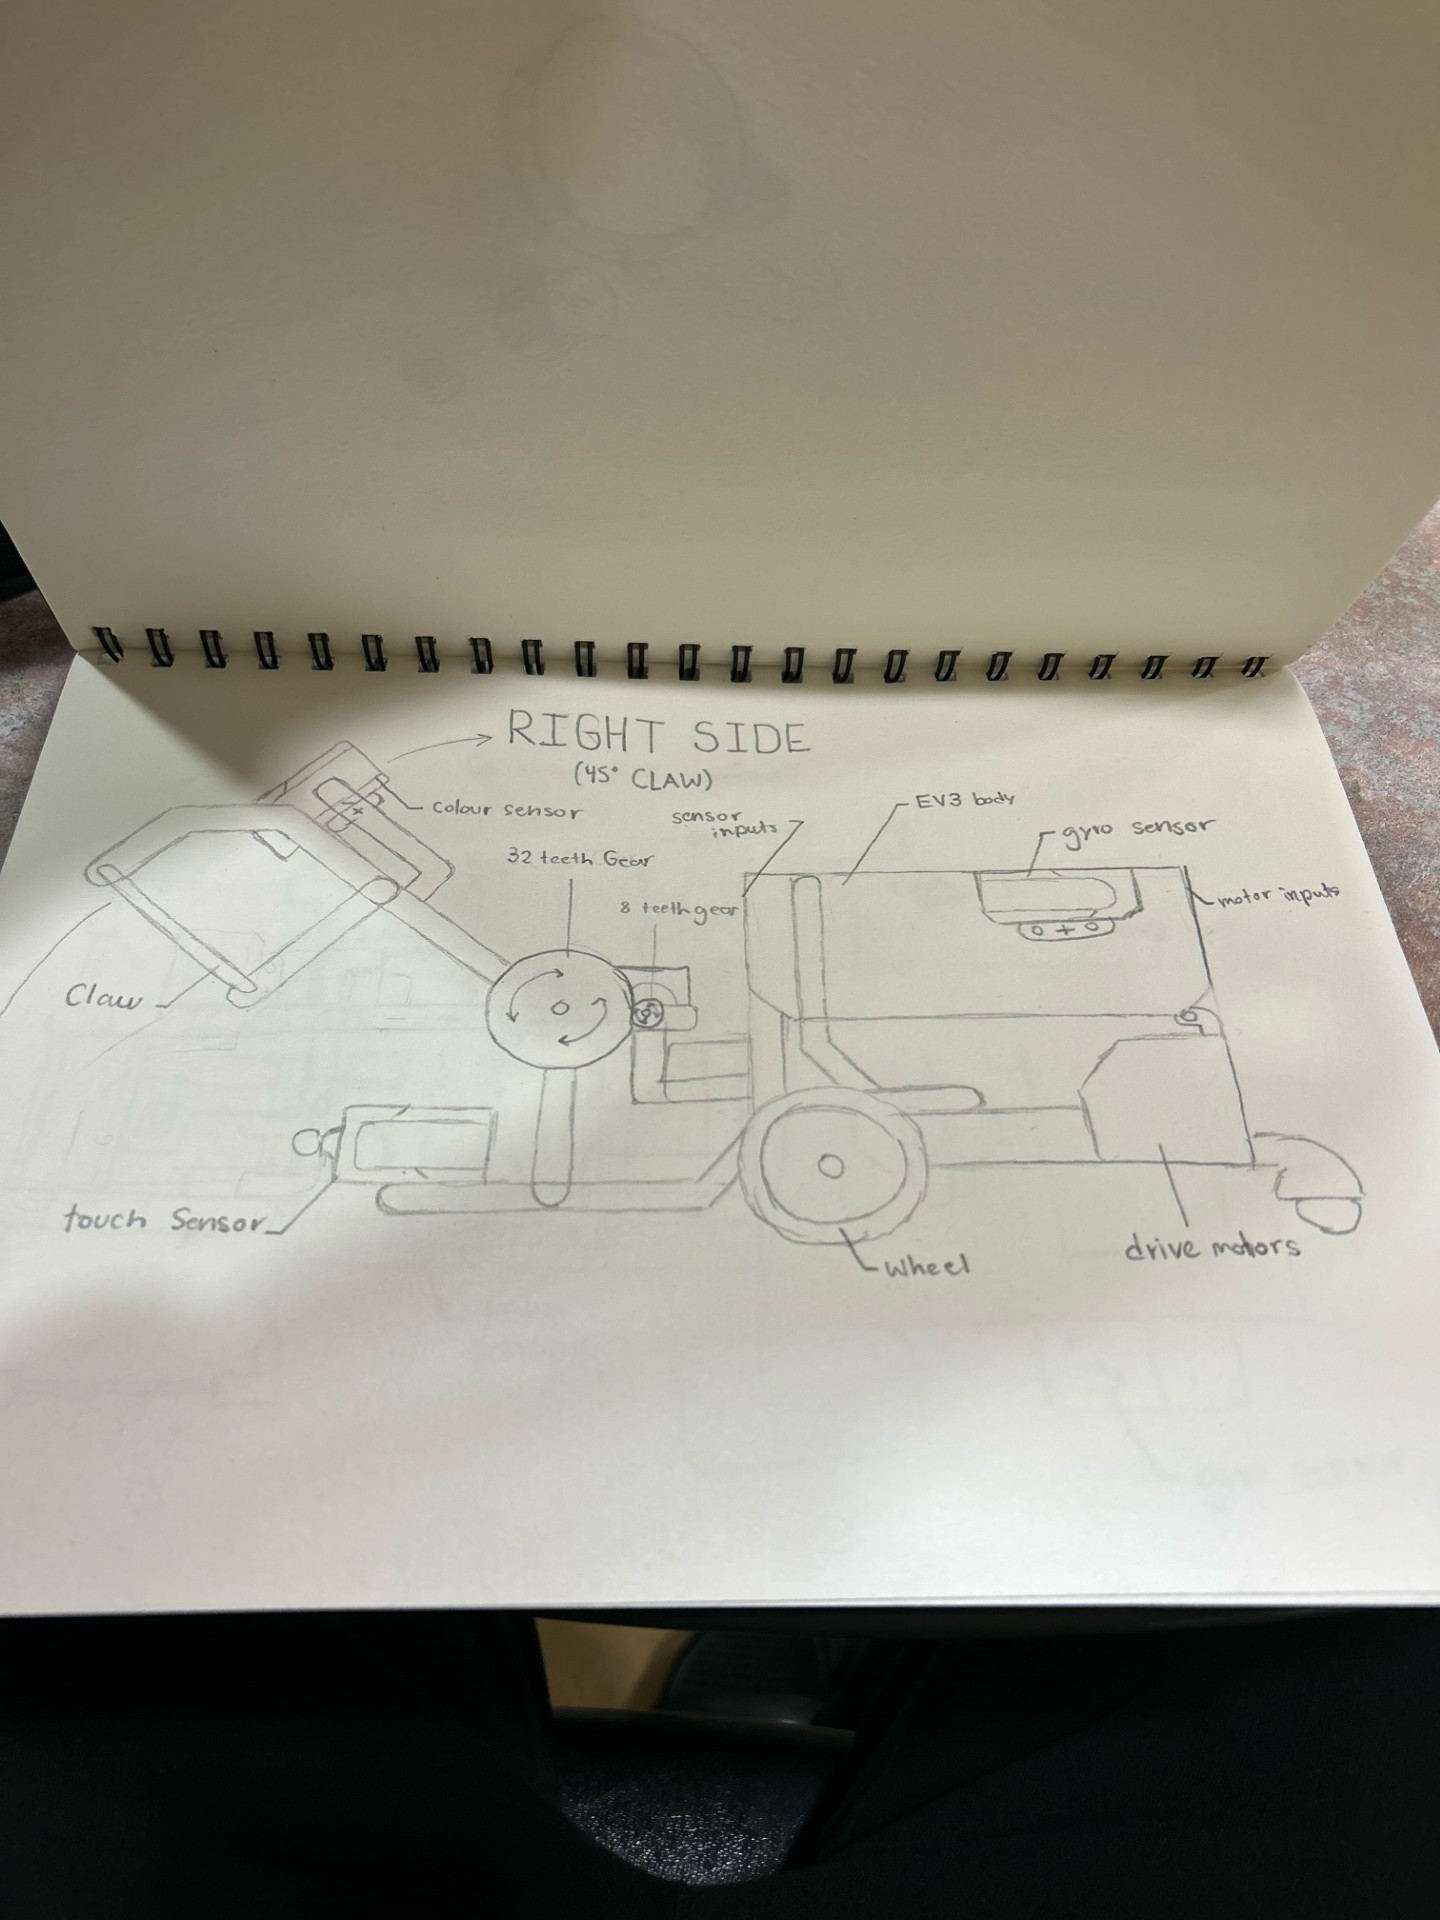 RIGHT SIDE
(45° CLAW)
colour sensor
sensor
inputs
EV3 body
gyro sensor
32 teeth Gear
8 teeth gear
motor inputs
Claw
touch Sensor
wheel
drive motors